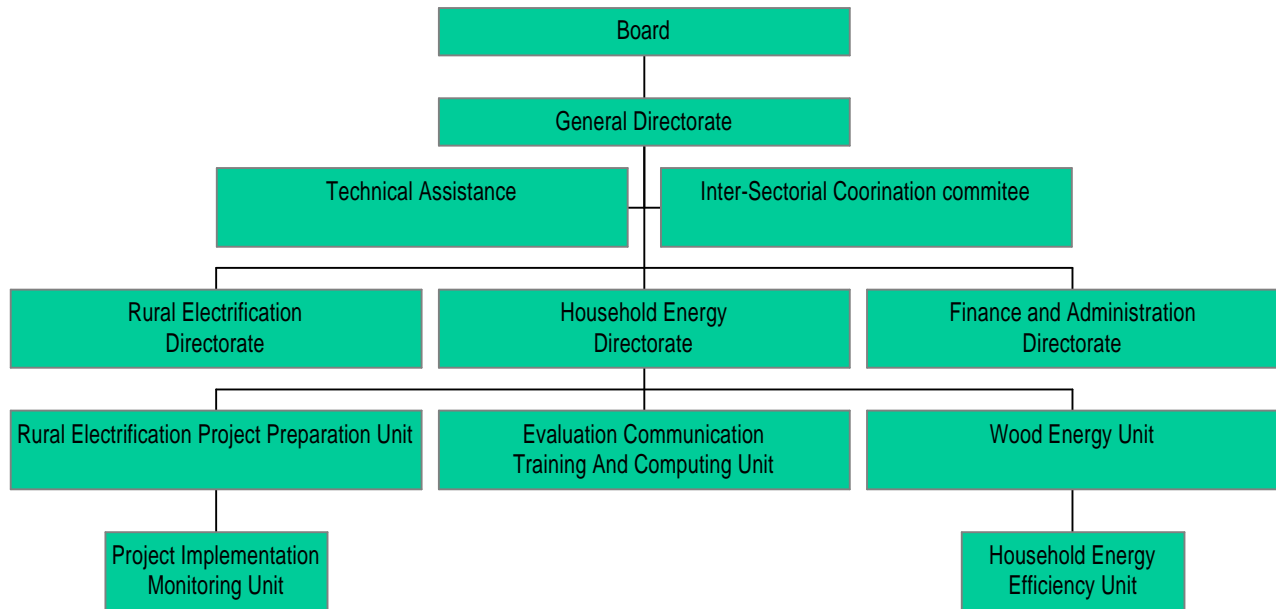 Board
General Directorate
Technical Assistance
Inter-Sectorial Coorination commitee
Rural Electrification
Directorate
Household Energy
Directorate
Finance and Administration
Directorate
Rural Electrification Project Preparation Unit
Evaluation Communication
Training And Computing Unit
Wood Energy Unit
Project Implementation
Monitoring Unit
Household Energy
Efficiency Unit